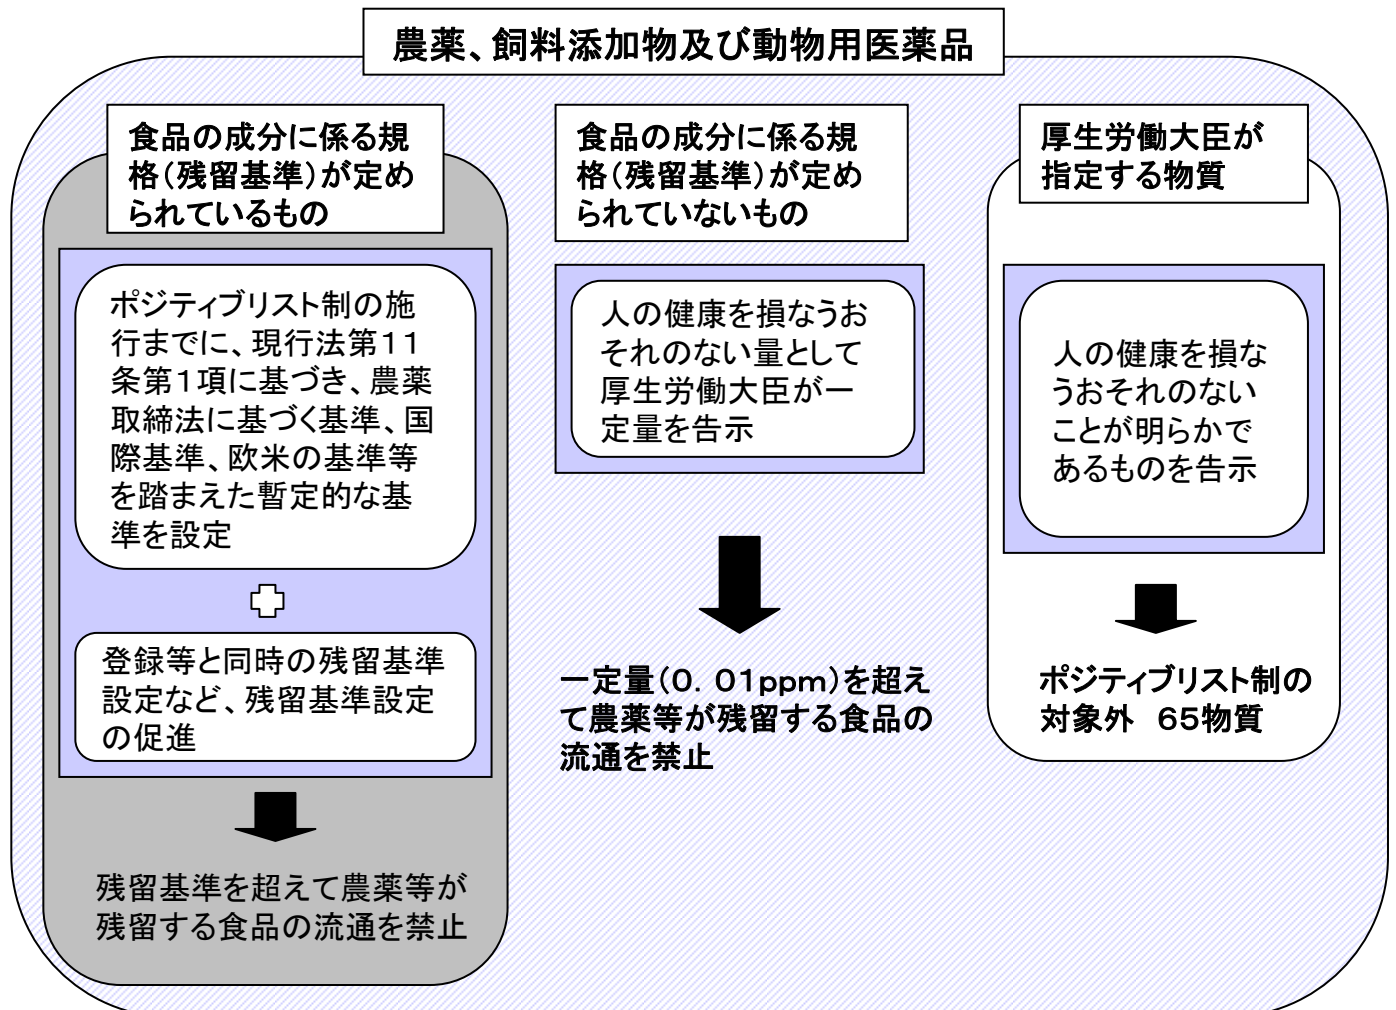 農薬、飼料添加物及び動物用医薬品
食品の成分に係る規
格(残留基準)が定め
られているもの
ポジティブリスト制の施
行までに、現行法第11
条第1項に基づき、農薬
取締法に基づく基準、国
際基準、欧米の基準等
を踏まえた暫定的な基
準を設定
登録等と同時の残留基準
設定など、残留基準設定
の促進
残留基準を超えて農薬等が
残留する食品の流通を禁止
食品の成分に係る規
格(残留基準)が定め
られていないもの
人の健康を損なうお
それのない量として
厚生労働大臣が一
定量を告示
一定量(0.01ppm)を超え
て農薬等が残留する食品の
流通を禁止
厚生労働大臣が
指定する物質
人の健康を損な
うおそれのない
ことが明らかで
あるものを告示
ポジティブリスト制の
対象外 65物質